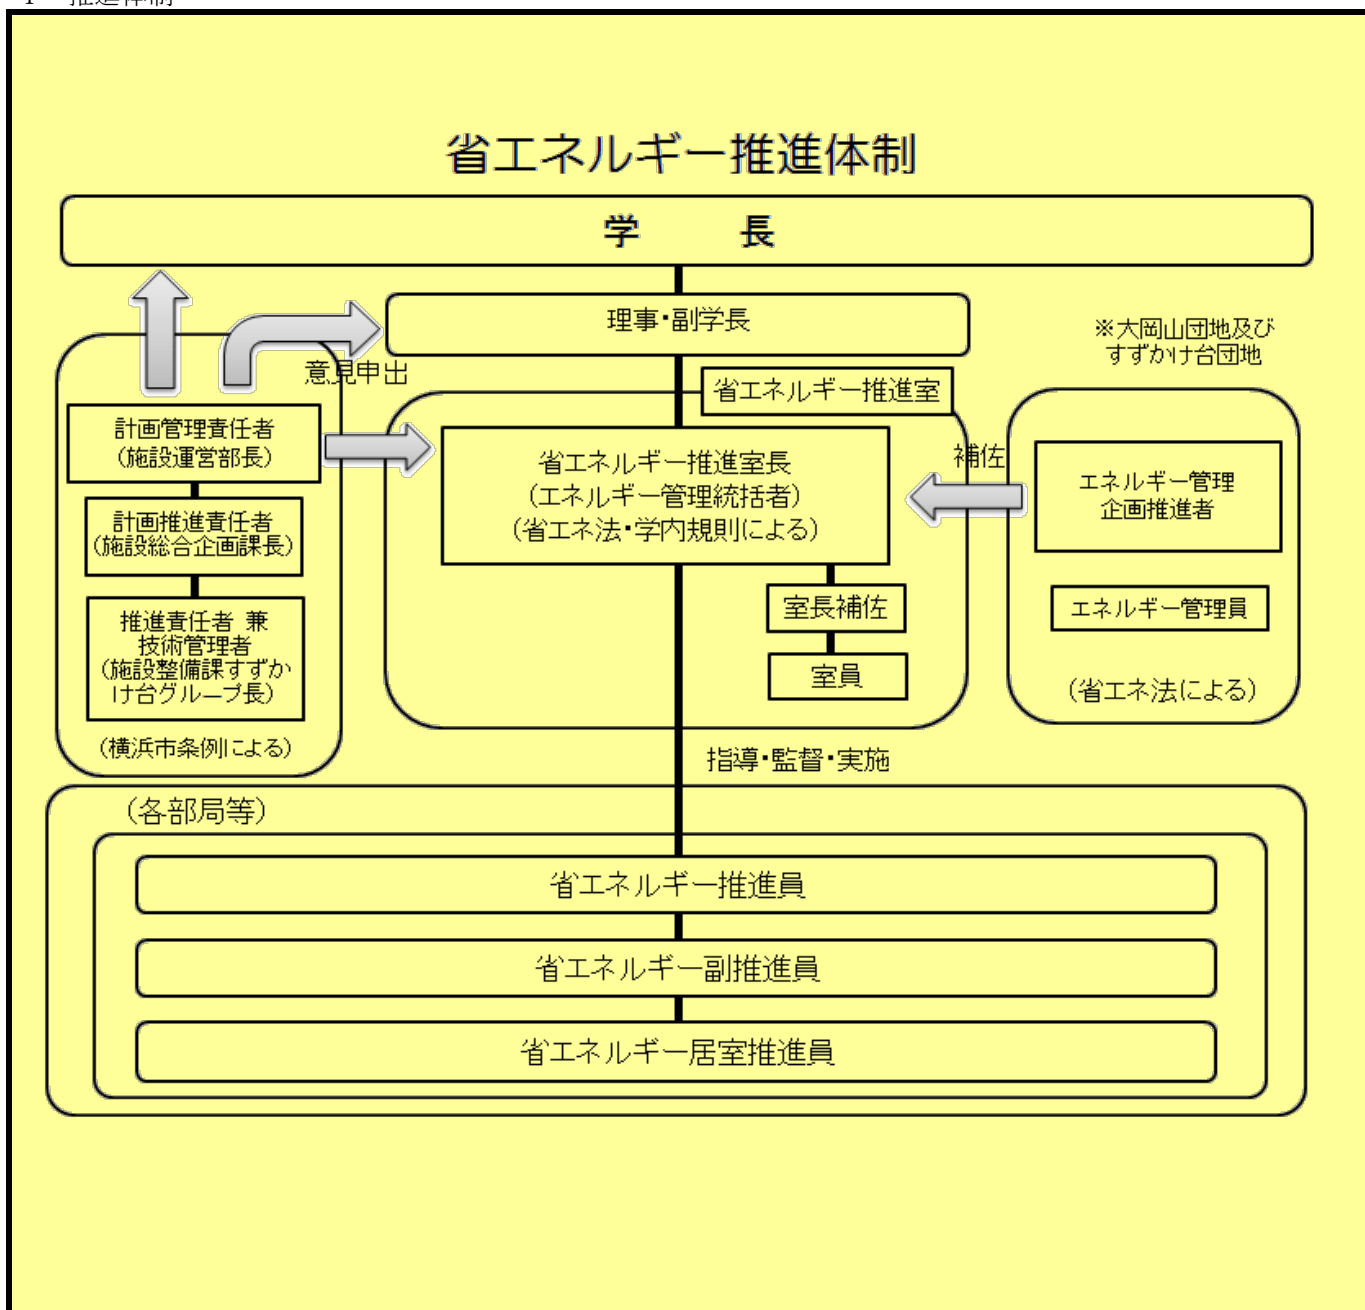 推進体制
省エネルギー推進体制
学 長
理事・副学長
※大岡山団地及び
すずかけ台団地
意見申出
省エネルギー推進室
計画管理責任者
(施設運営部長)
計画推進責任者
(施設総合企画課長)
推進責任者 兼
技術管理者
(施設整備課すずか
け台グループ長)
(横浜市条例による)
省エネルギー推進室長
(エネルギー管理統括者)
(省エネ法・学内規則による)
室長補佐
室員
補佐
エネルギー管理
企画推進者
エネルギー管理員
(省エネ法による)
指導・監督・実施
(各部局等)
省エネルギー推進員
省エネルギー副推進員
省エネルギー居室推進員